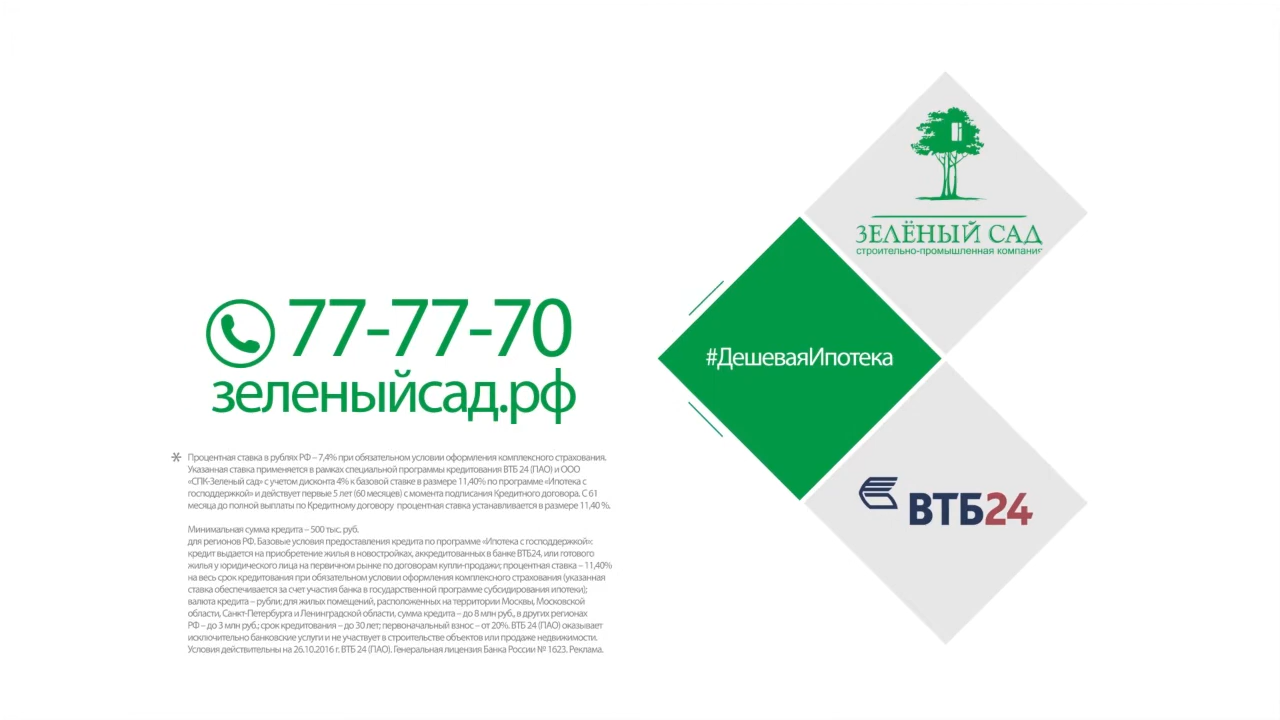 ЗЕЛЁНЫЙ САД
строительно-промышленная компания
77-77-70
зеленыйсад.рф
#ДешеваяИпотека
ВТБ24
* Процентная ставка в рублях РФ – 7,4% при обязательном условии оформления комплексного страхования.
Указанная ставка применяется в рамках специальной программы кредитования ВТБ 24 (ПАО) и ООО
«СПК-Зеленый сад» с учетом дисконта 4% к базовой ставке в размере 11,40% по программе «Ипотека с
господдержкой» и действует первые 5 лет (60 месяцев) с момента подписания Кредитного договора. С 61
месяца до полной выплаты по Кредитному договору процентная ставка устанавливается в размере 11,40 %.
Минимальная сумма кредита – 500 тыс. руб.
для регионов РФ. Базовые условия предоставления кредита по программе «Ипотека с господдержкой»:
кредит выдается на приобретение жилья в новостройках, аккредитованных в банке ВТБ24, или готового
жилья у юридического лица на первичном рынке по договорам купли-продажи; процентная ставка – 11,40%
на весь срок кредитования при обязательном условии оформления комплексного страхования (указанная
ставка обеспечивается за счет участия банка в государственной программе субсидирования ипотеки);
валюта кредита – рубли; для жилых помещений, расположенных на территории Москвы, Московской
области, Санкт-Петербурга и Ленинградской области, сумма кредита – до 8 млн руб., в других регионах
РФ – до 3 млн руб.; срок кредитования – до 30 лет; первоначальный взнос – от 20%. ВТБ 24 (ПАО) оказывает
исключительно банковские услуги и не участвует в строительстве объектов или продаже недвижимости.
Условия действительны на 26.10.2016 г. ВТБ 24 (ПАО). Генеральная лицензия Банка России № 1623. Реклама.